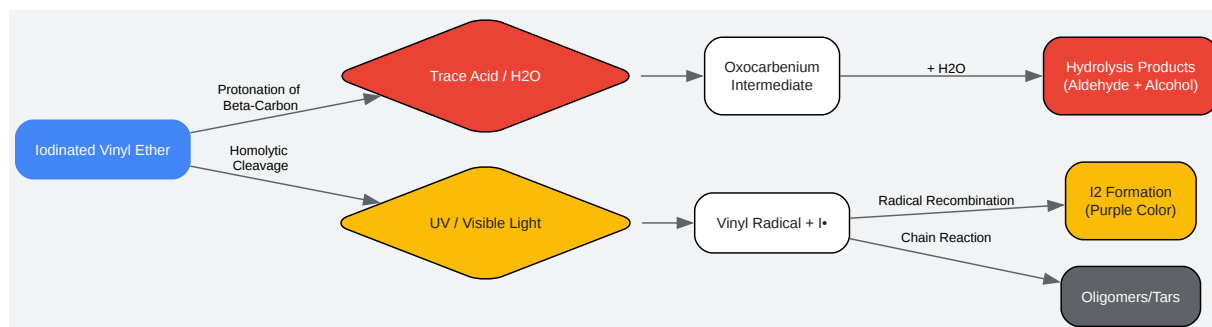 Iodinated Vinyl Ether
Protonation of
Beta-Carbon
Homolytic
Cleavage
Trace Acid / H2O
Oxocarbenium
Intermediate
+ H2O
Hydrolysis Products
(Aldehyde + Alcohol)
UV / Visible Light
Vinyl Radical + I•
Radical Recombination
I2 Formation
(Purple Color)
Chain Reaction
Oligomers/Tars